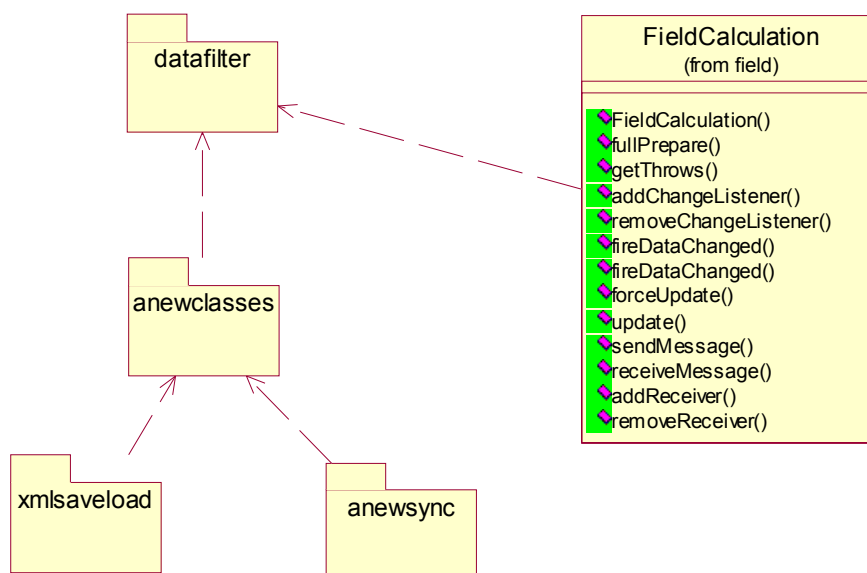 datafilter
FieldCalculation
(from field)
FieldCalculation()
fullPrepare()
getThrows()
addChangeListener()
removeChangeListener()
fireDataChanged()
fireDataChanged()
forceUpdate()
update()
sendMessage()
receiveMessage()
addReceiver()
removeReceiver()
anewclasses
xmlsaveload
anewsync